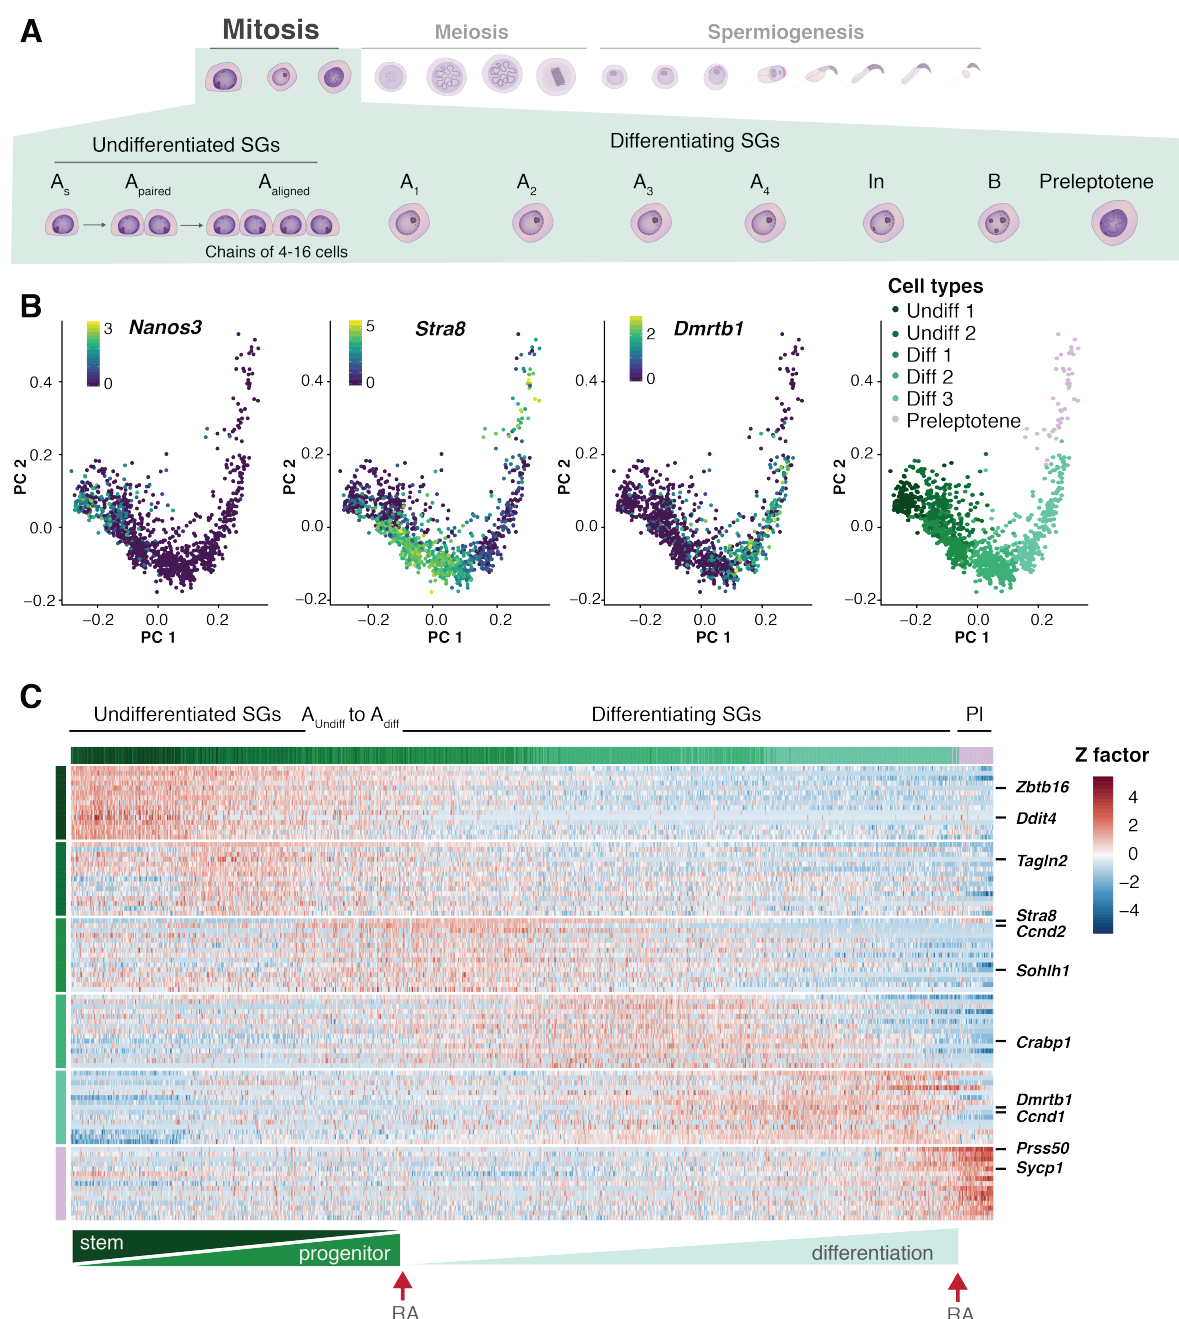 A
Mitosis
Meiosis
Spermiogenesis
Undifferentiated SGs
Differentiating SGs
As
Apaired
Aaligned
A1
A2
A3
A4
In
B
Preleptotene
Chains of 4-16 cells
B
Nanos3
3
0
Stra8
5
0
Dmrtb1
2
0
Cell types
Undiff 1
Undiff 2
Diff 1
Diff 2
Diff 3
Preleptotene
PC 2
0.4
0.2
0.0
−0.2
−0.2
0.0
0.2
PC 1
PC 2
0.4
0.2
0.0
−0.2
−0.2
0.0
0.2
PC 1
PC 2
0.4
0.2
0.0
−0.2
−0.2
0.0
0.2
PC 1
PC 2
0.4
0.2
0.0
−0.2
−0.2
0.0
0.2
PC 1
C
Undifferentiated SGs
AUndiff to Adiff
Differentiating SGs
Pl
Z factor
4
2
0
−2
−4
Zbtb16
Ddit4
Tagln2
Stra8
Ccnd2
Sohlh1
Crabp1
Dmrtb1
Ccnd1
Prss50
Sycp1
stem
progenitor
differentiation
RA
RA